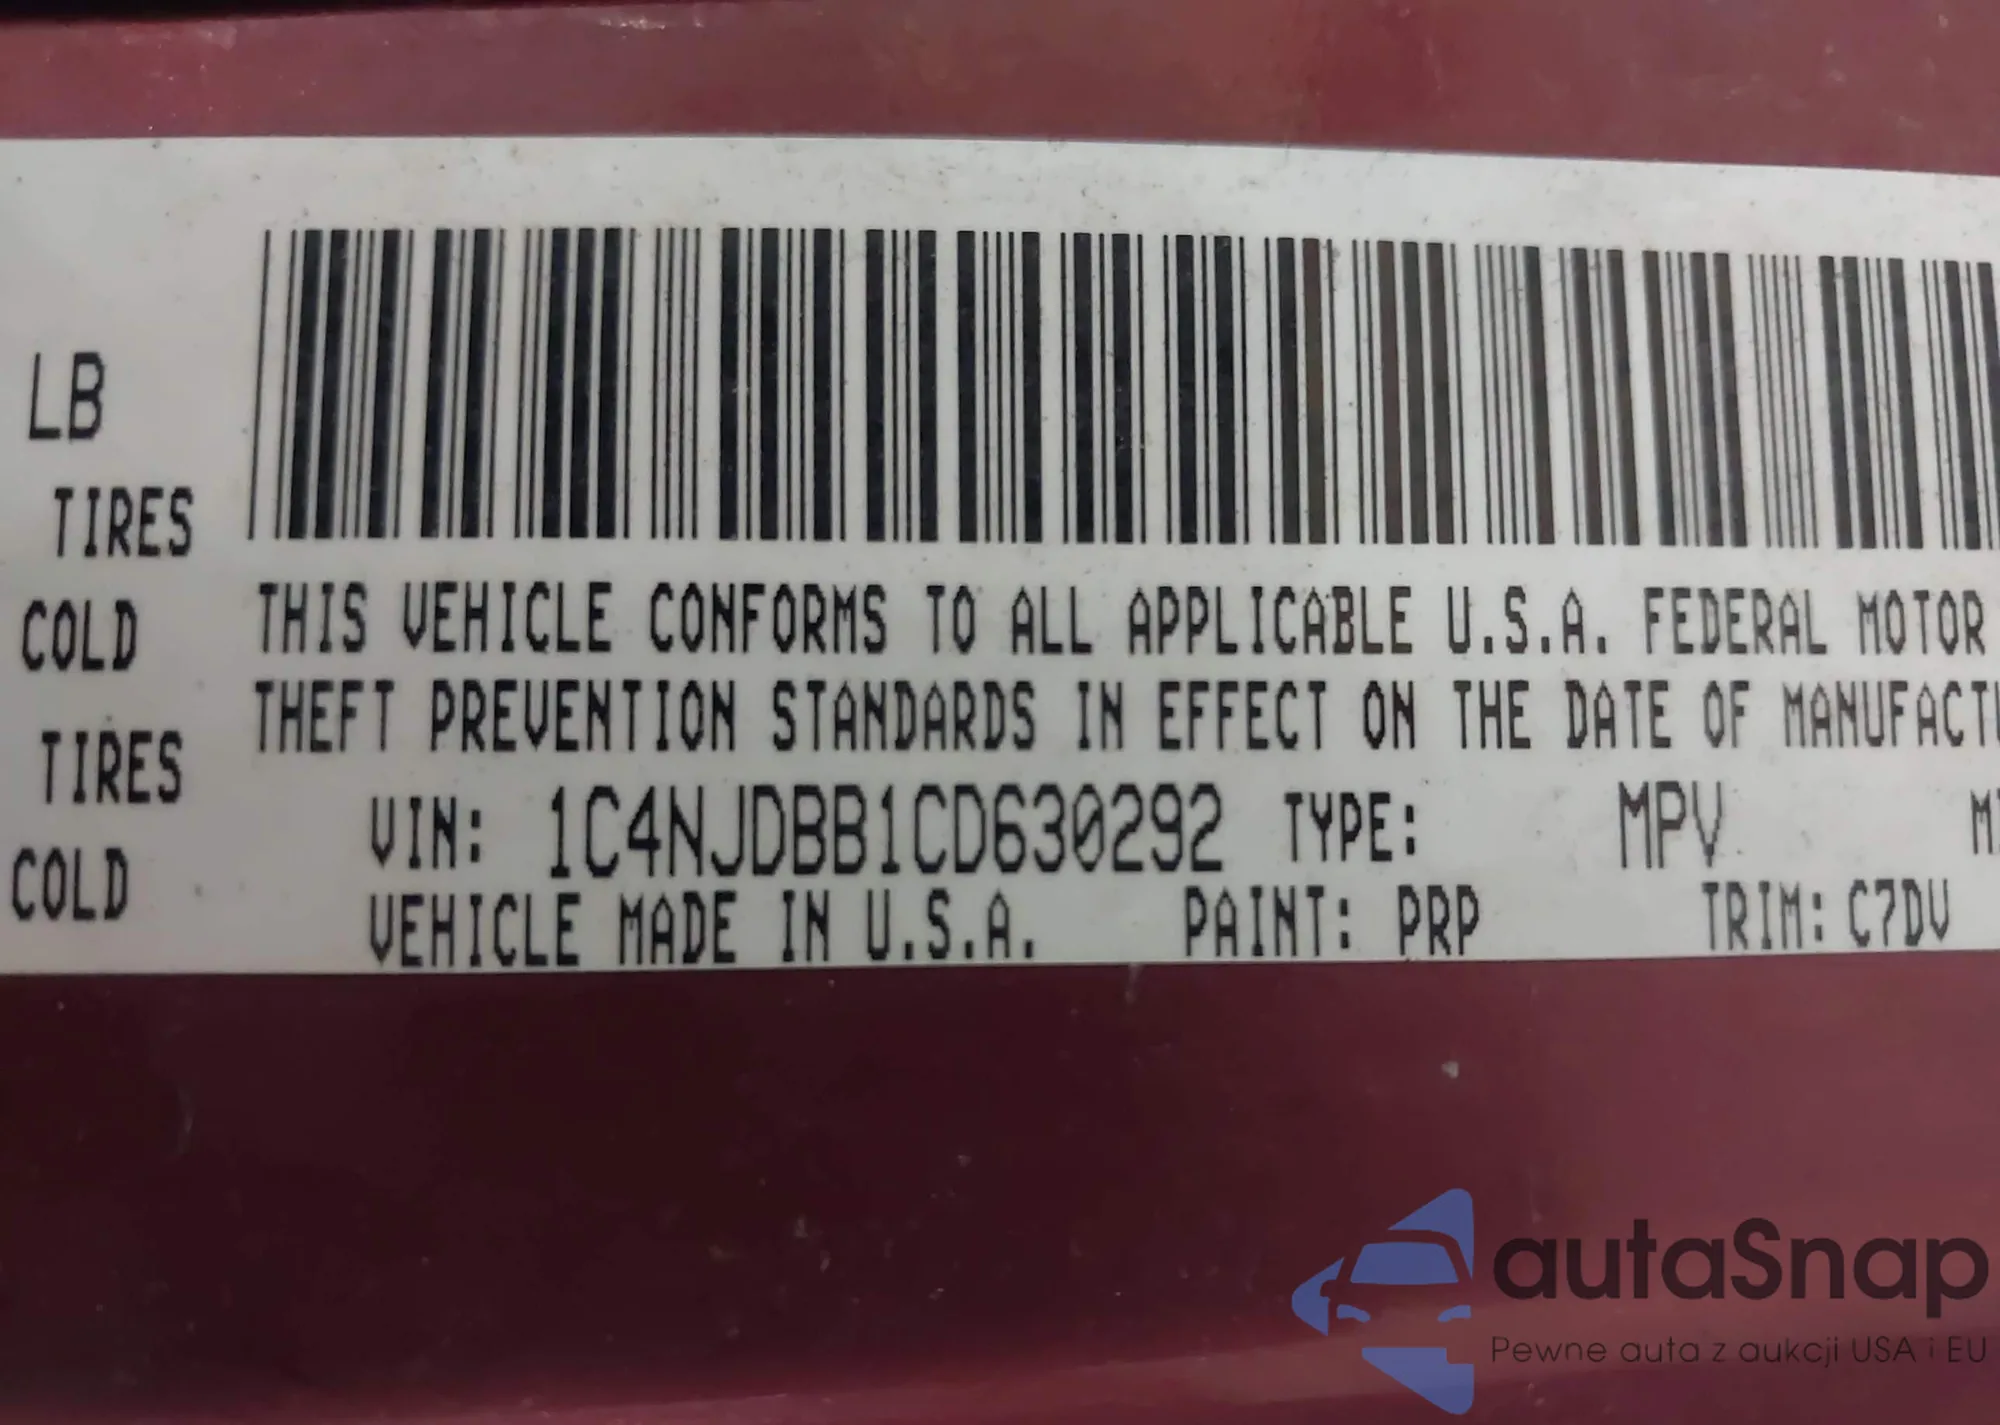 LB
TIRES
COLD
TIRES
COLD
THIS VEHICLE CONFORMS TO ALL APPLICABLE U.S.A. FEDERAL MOTOR
THEFT PREVENTION STANDARDS IN EFFECT ON THE DATE OF
VIN: 1C4NJDBB1CD630292 TYPE: MPV
VEHICLE MADE IN U.S.A. PAINT: PRP TRIM: C7DV
autaSnap
Pewne auta z aukcji USA i EU